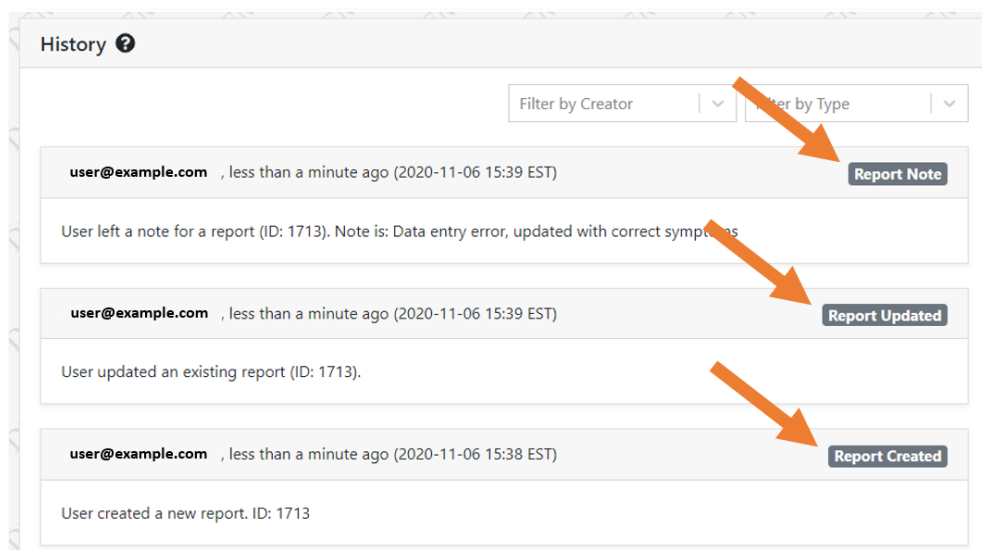 History ?
Filter by Creator
Filter by Type
user@example.com , less than a minute ago (2020-11-06 15:39 EST)
Report Note
User left a note for a report (ID: 1713). Note is: Data entry error, updated with correct symptoms
user@example.com , less than a minute ago (2020-11-06 15:39 EST)
Report Updated
User updated an existing report (ID: 1713).
user@example.com , less than a minute ago (2020-11-06 15:38 EST)
Report Created
User created a new report. ID: 1713